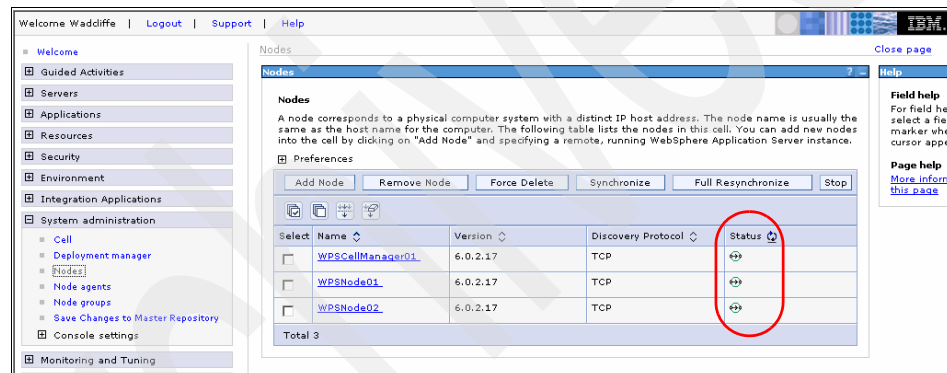 Welcome Wadcliffe | Logout | Support | Help
IBM.
Welcome
Guided Activities
Servers
Applications
Resources
Security
Environment
Integration Applications
System administration
Cell
Deployment manager
Nodes
Node agents
Node groups
Save Changes to Master Repository
Console settings
Monitoring and Tuning
Nodes
Close page
Nodes ? –
Nodes
A node corresponds to a physical computer system with a distinct IP host address. The node name is usually the
same as the host name for the computer. The following table lists the nodes in this cell. You can add new nodes
into the cell by clicking on "Add Node" and specifying a remote, running WebSphere Application Server instance.
Preferences
Add Node Remove Node Force Delete Synchronize Full Resynchronize Stop
Select Name Version Discovery Protocol Status
WPSCellManager01 6.0.2.17 TCP
WPSNode01 6.0.2.17 TCP
WPSNode02 6.0.2.17 TCP
Total 3
Help
Field help
For field he
select a fie
marker whe
cursor appe
Page help
More inforn
this page